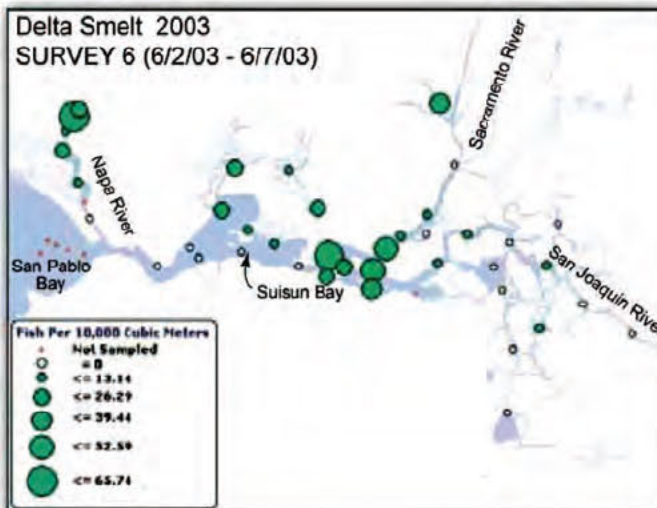 Delta Smelt 2003
SURVEY 6 (6/2/03 - 6/7/03)
Sacramento River
Napa River
San Pablo
Bay
Suisun Bay
San Joaquin River
Fish Per 10,000 Cubic Meters
Not Sampled
= 0
<= 13.14
<= 26.29
<= 39.44
<= 52.59
<= 65.74